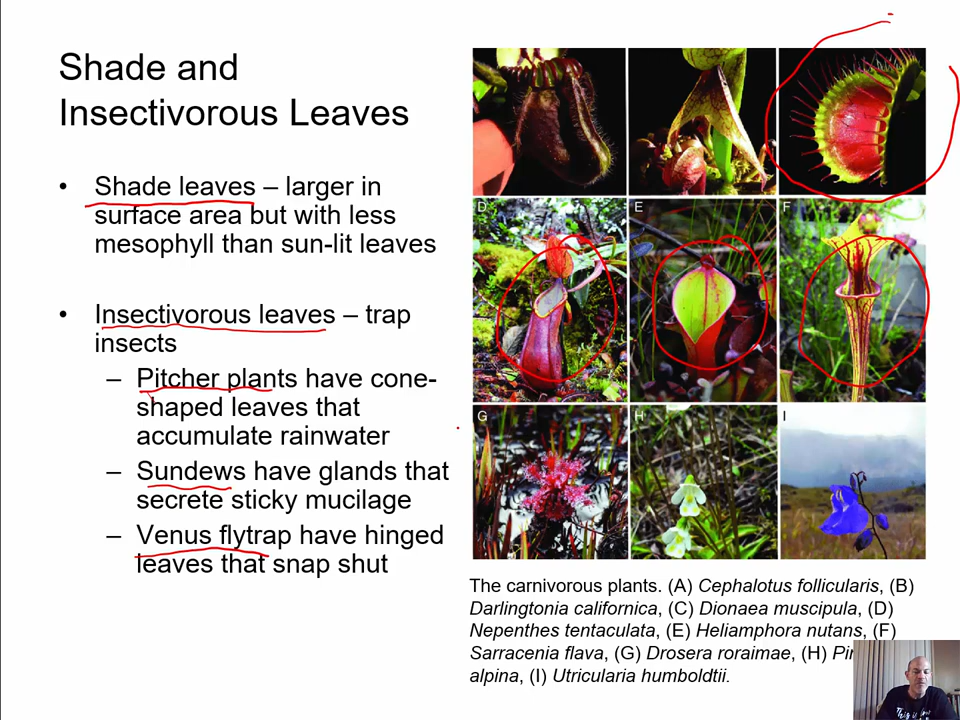 Shade and
Insectivorous Leaves
• Shade leaves – larger in
surface area but with less
mesophyll than sun-lit leaves
• Insectivorous leaves – trap
insects
– Pitcher plants have cone-
shaped leaves that
accumulate rainwater
– Sundews have glands that
secrete sticky mucilage
– Venus flytrap have hinged
leaves that snap shut
D
E
F
G
H
I
The carnivorous plants. (A) Cephalotus follicularis, (B)
Darlingtonia californica, (C) Dionaea muscipula, (D)
Nepenthes tentaculata, (E) Heliamphora nutans, (F)
Sarracenia flava, (G) Drosera roraimae, (H)
alpina, (I) Utricularia humboldtii.
This is